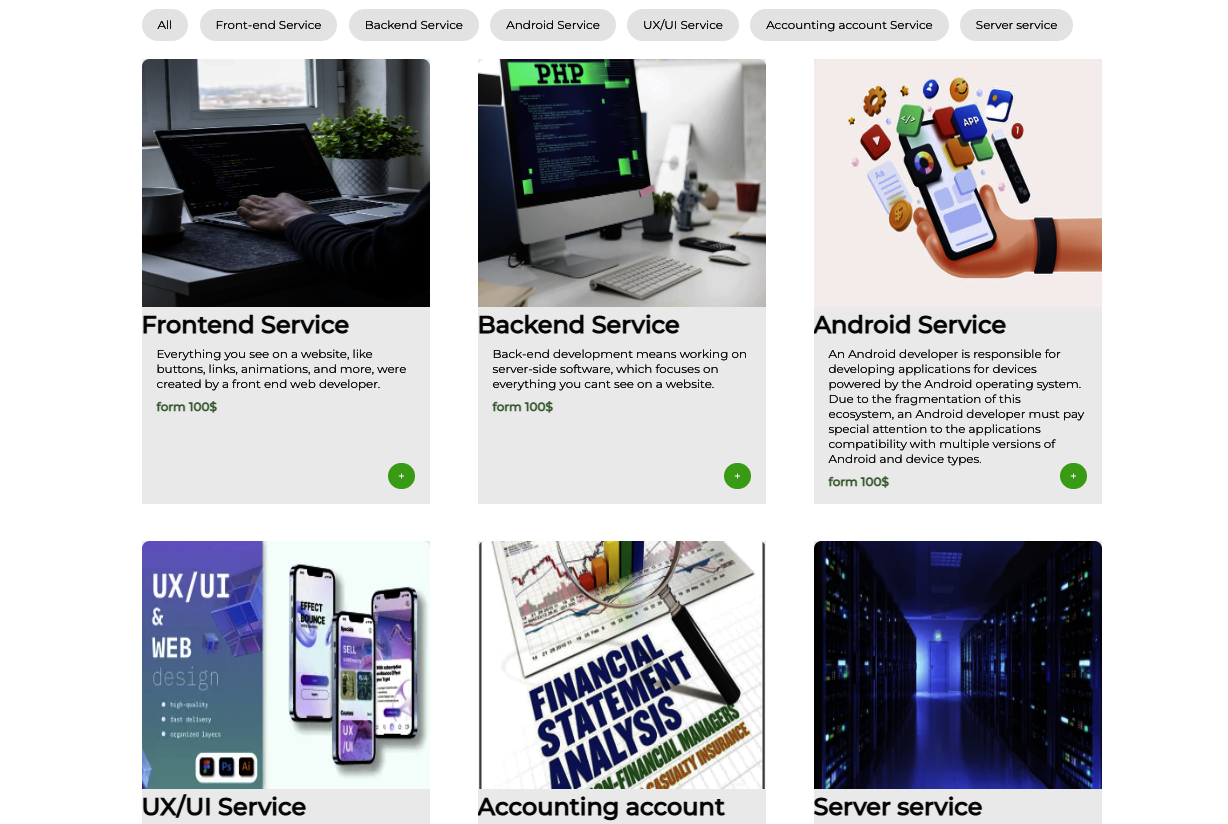 All
Front-end Service
Backend Service
Android Service
UX/UI Service
Accounting account Service
Server service
PHP
</>
APP
Aa
Frontend Service
Everything you see on a website, like
buttons, links, animations, and more, were
created by a front end web developer.
form 100$
+
Backend Service
Back-end development means working on
server-side software, which focuses on
everything you cant see on a website.
form 100$
+
Android Service
An Android developer is responsible for
developing applications for devices
powered by the Android operating system.
Due to the fragmentation of this
ecosystem, an Android developer must pay
special attention to the applications
compatibility with multiple versions of
Android and device types.
form 100$
+
UX/UI
&
WEB
design
high-quality
fast delivery
organized layers
Ps
Ai
EFFECT
BOUNCE
Specials
SELL
UX
/UI
FINANCIAL
STATEMENT
ANALYSIS
ON-FINANCIAL MANAGERS
CASUALTY INSURANCE
UX/UI Service
Accounting account
Server service